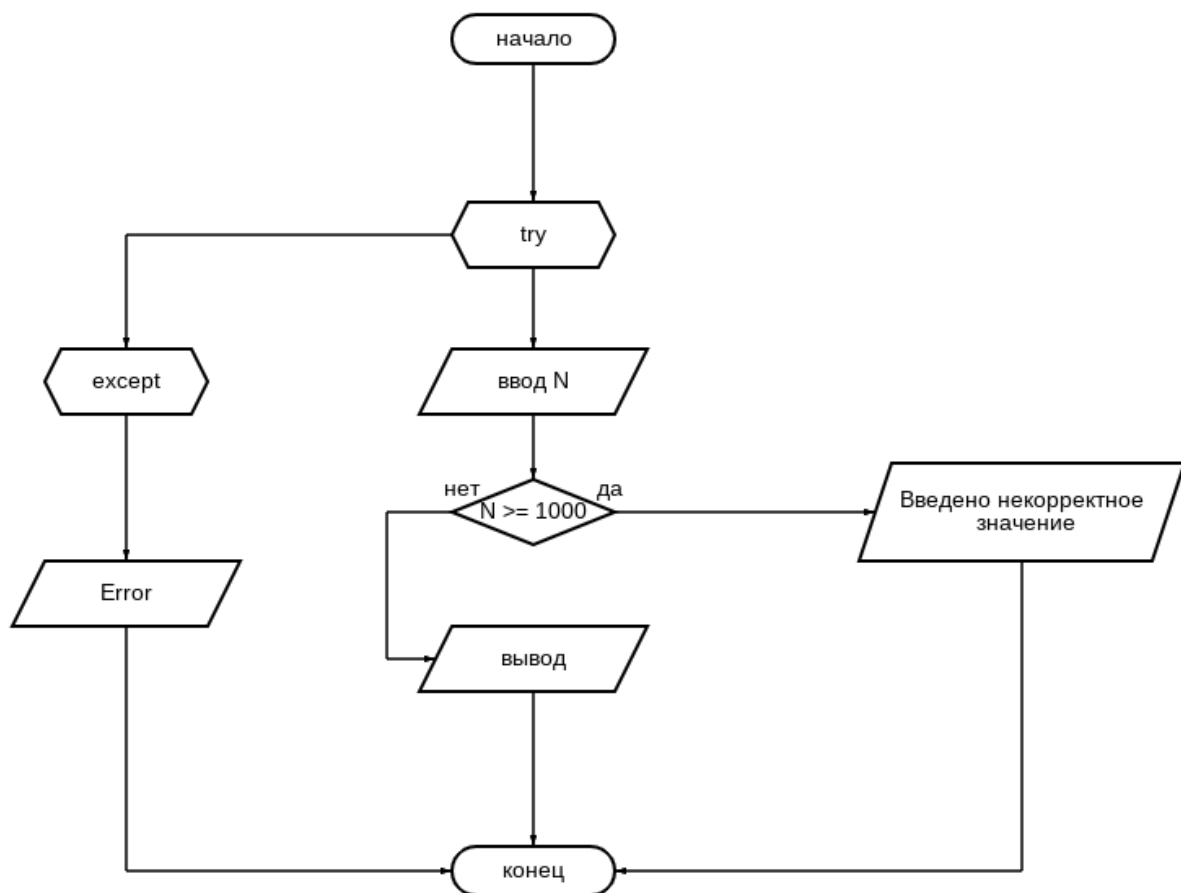 начало
try
except
ввод N
нет
да
N >= 1000
Введено некорректное
значение
Error
вывод
конец